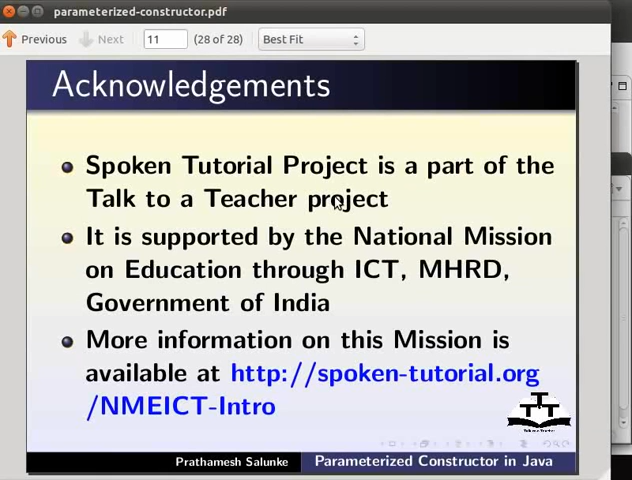 parameterized-constructor.pdf
Previous Next 11 (28 of 28) Best Fit
Acknowledgements
Spoken Tutorial Project is a part of the
Talk to a Teacher project
It is supported by the National Mission
on Education through ICT, MHRD,
Government of India
More information on this Mission is
available at http://spoken-tutorial.org
/NMEICT-Intro
Prathamesh Salunke Parameterized Constructor in Java